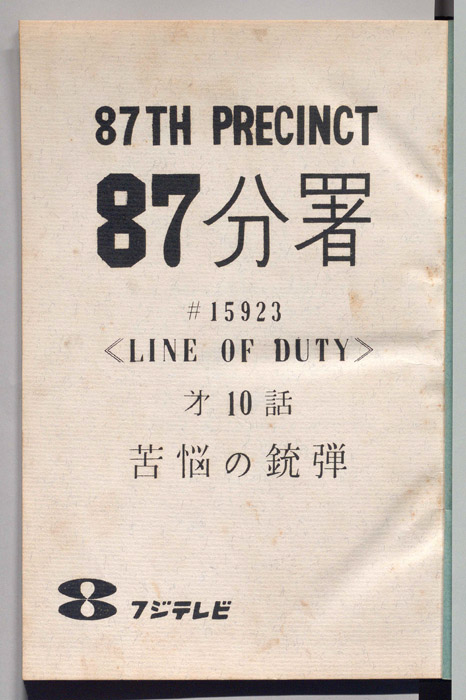 87TH PRECINCT
87分署
#15923
<LINE OF DUTY>
才10話
苦悩の銃弾
フジテレビ